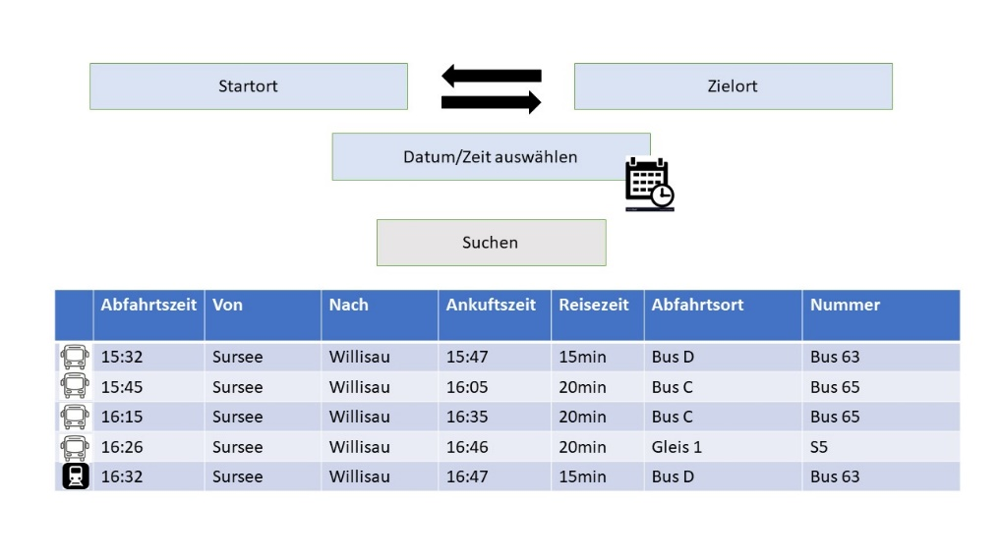 Startort
Zielort
Datum/Zeit auswählen
Suchen
Abfahrtszeit Von Nach Ankuftszeit Reisezeit Abfahrtsort Nummer
15:32 Sursee Willisau 15:47 15min Bus D Bus 63
15:45 Sursee Willisau 16:05 20min Bus C Bus 65
16:15 Sursee Willisau 16:35 20min Bus C Bus 65
16:26 Sursee Willisau 16:46 20min Gleis 1 S5
16:32 Sursee Willisau 16:47 15min Bus D Bus 63